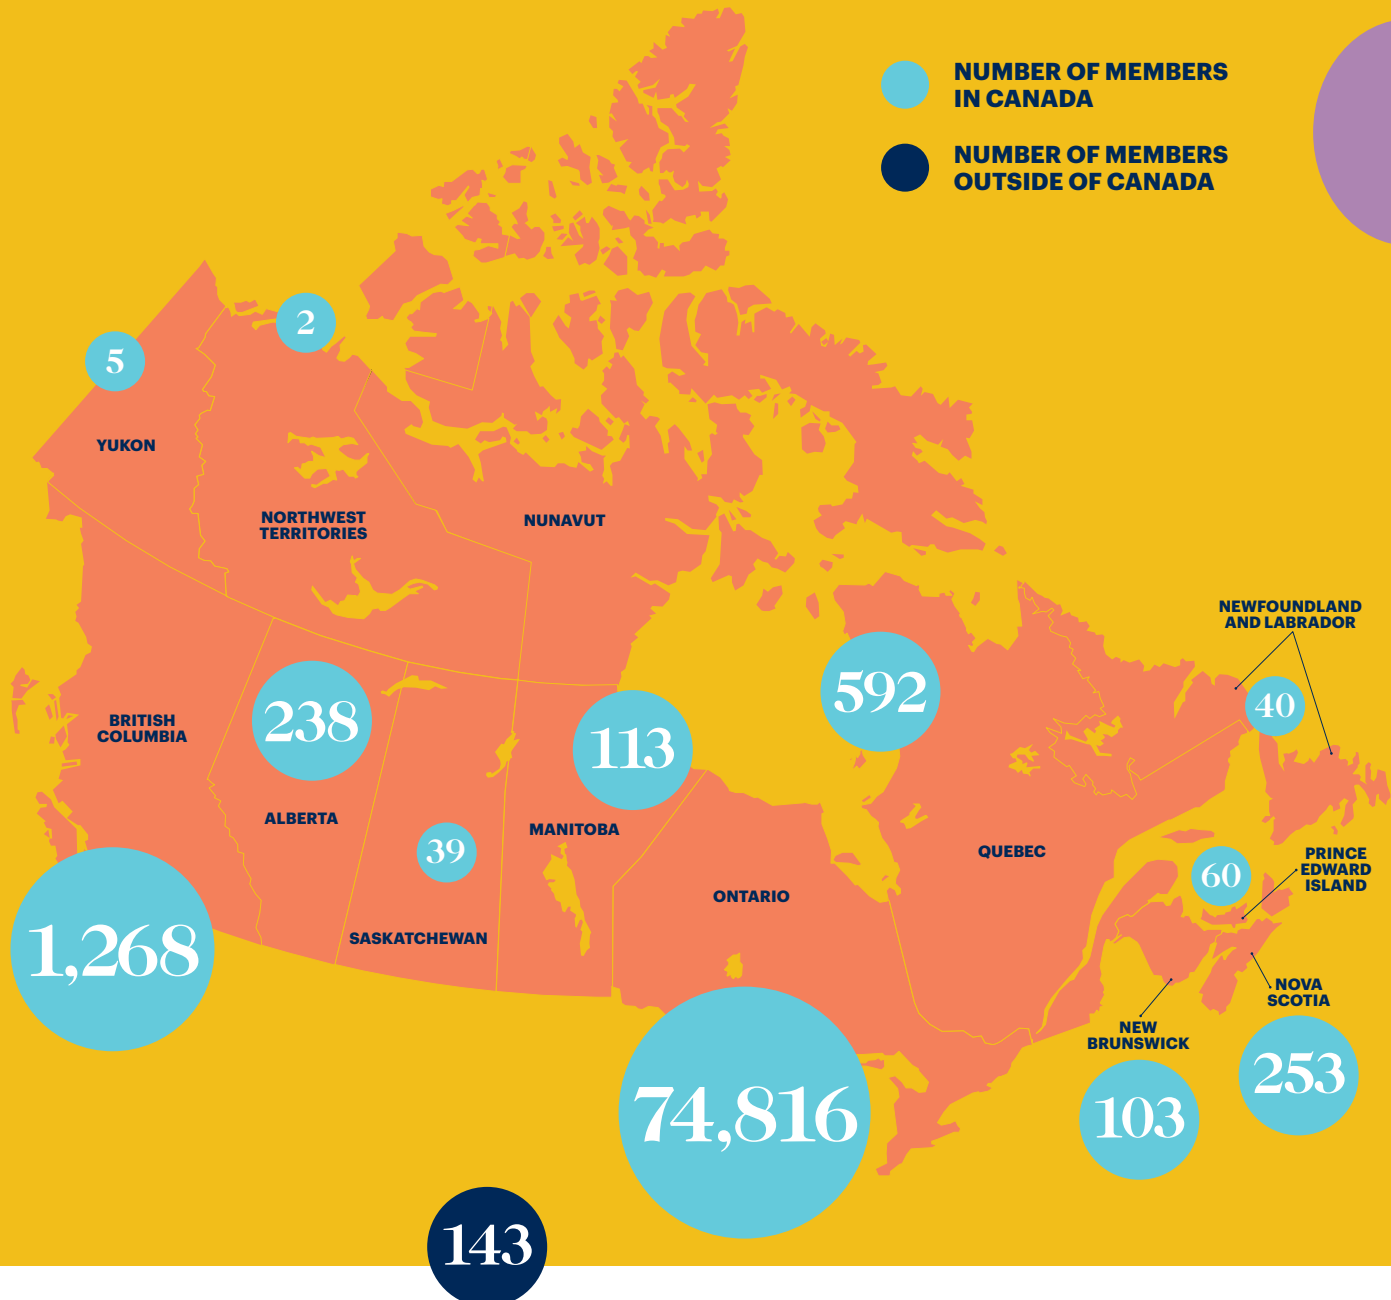 NUMBER OF MEMBERS
IN CANADA
NUMBER OF MEMBERS
OUTSIDE OF CANADA
2
5
YUKON
NORTHWEST
TERRITORIES
NUNAVUT
NEWFOUNDLAND
AND LABRADOR
592
40
238
BRITISH
COLUMBIA
113
ALBERTA
MANITOBA
39
QUEBEC
PRINCE
EDWARD
ISLAND
60
ONTARIO
SASKATCHEWAN
1,268
NOVA
SCOTIA
NEW
BRUNSWICK
253
74,816
103
143